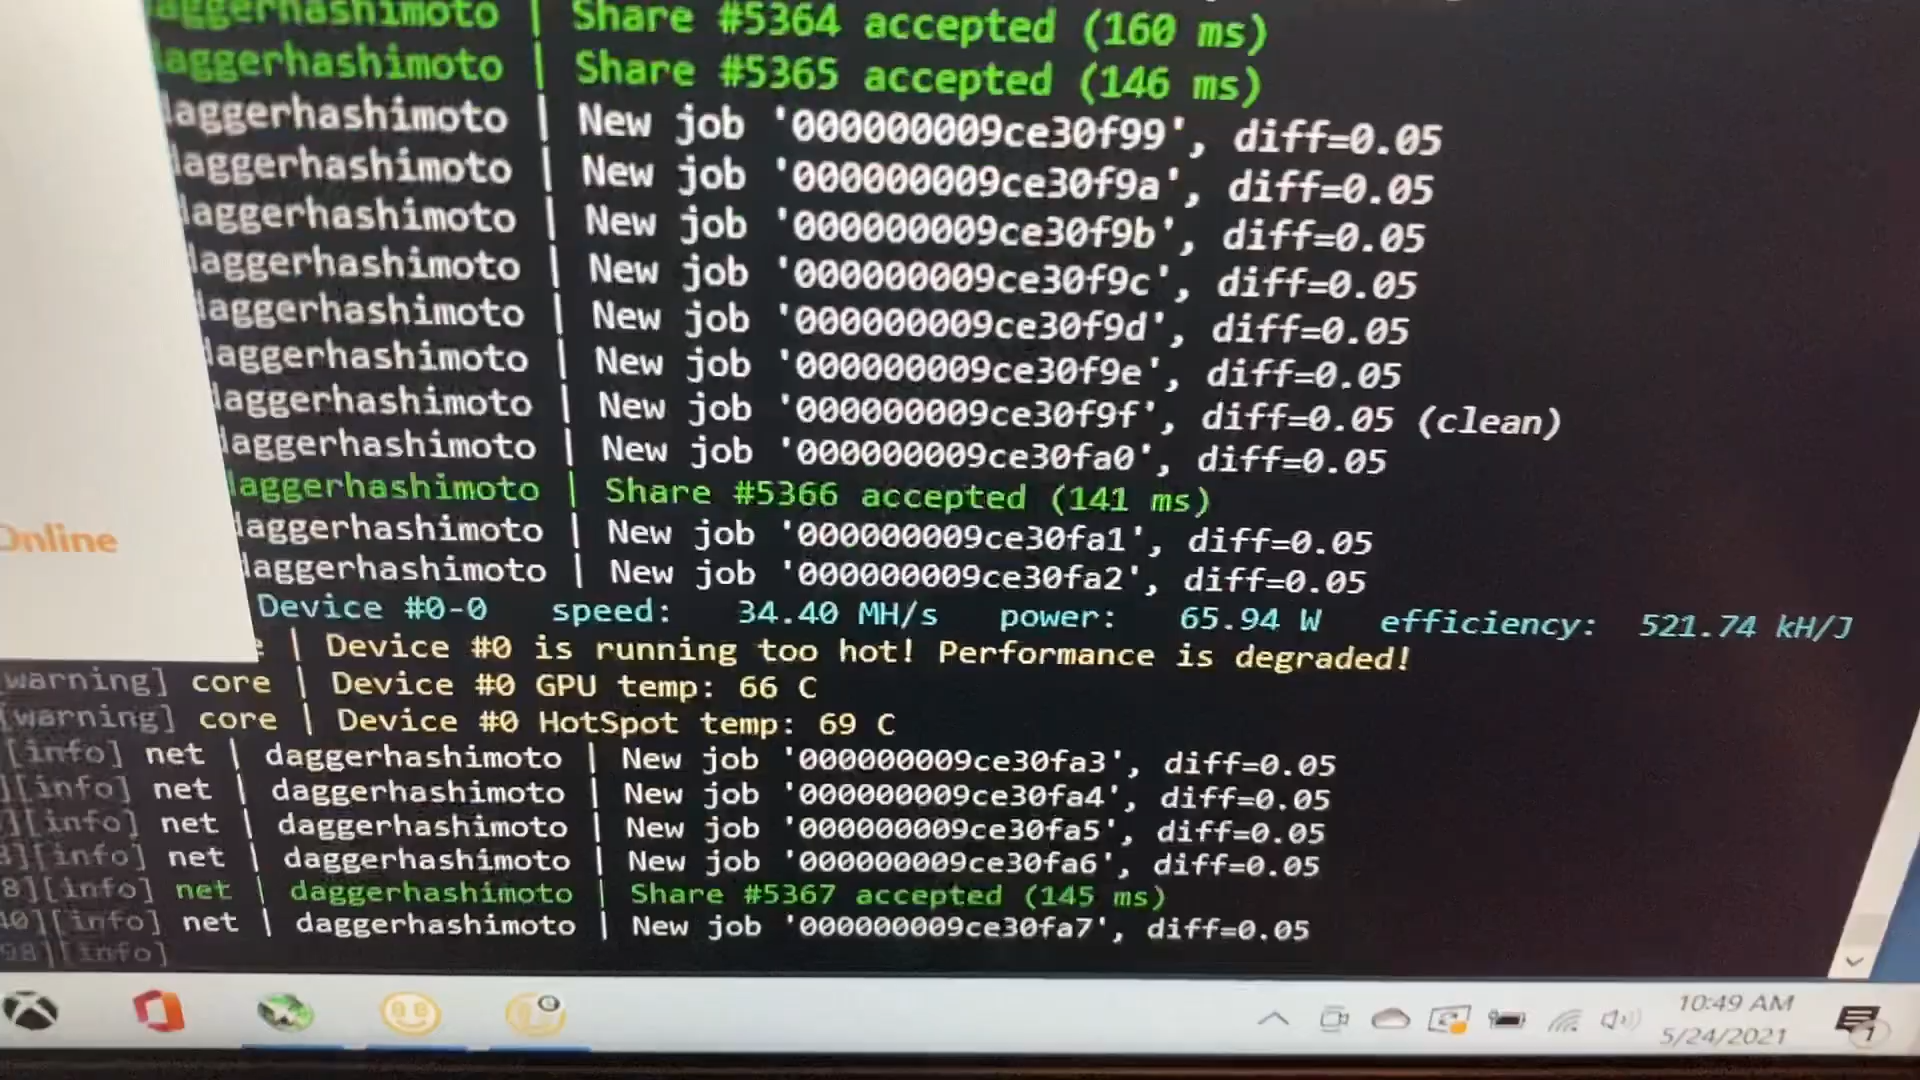 daggerhashimoto | Share #5364 accepted (160 ms)
daggerhashimoto | Share #5365 accepted (146 ms)
daggerhashimoto | New job '000000009ce30f99', diff=0.05
daggerhashimoto | New job '000000009ce30f9a', diff=0.05
daggerhashimoto | New job '000000009ce30f9b', diff=0.05
daggerhashimoto | New job '000000009ce30f9c', diff=0.05
daggerhashimoto | New job '000000009ce30f9d', diff=0.05
daggerhashimoto | New job '000000009ce30f9e', diff=0.05
daggerhashimoto | New job '000000009ce30f9f', diff=0.05 (clean)
daggerhashimoto | New job '000000009ce30fa0', diff=0.05
daggerhashimoto | Share #5366 accepted (141 ms)
Online
daggerhashimoto | New job '000000009ce30fa1', diff=0.05
daggerhashimoto | New job '000000009ce30fa2', diff=0.05
Device #0-0 speed: 34.40 MH/s power: 65.94 W efficiency: 521.74 kH/J
| Device #0 is running too hot! Performance is degraded!
[warning] core | Device #0 GPU temp: 66 C
[warning] core | Device #0 HotSpot temp: 69 C
[info] net | daggerhashimoto | New job '000000009ce30fa3', diff=0.05
][info] net | daggerhashimoto | New job '000000009ce30fa4', diff=0.05
][info] net | daggerhashimoto | New job '000000009ce30fa5', diff=0.05
][info] net | daggerhashimoto | New job '000000009ce30fa6', diff=0.05
8][info] net | daggerhashimoto | Share #5367 accepted (145 ms)
40][info] net | daggerhashimoto | New job '000000009ce30fa7', diff=0.05
98][info]
10:49 AM
5/24/2021
1